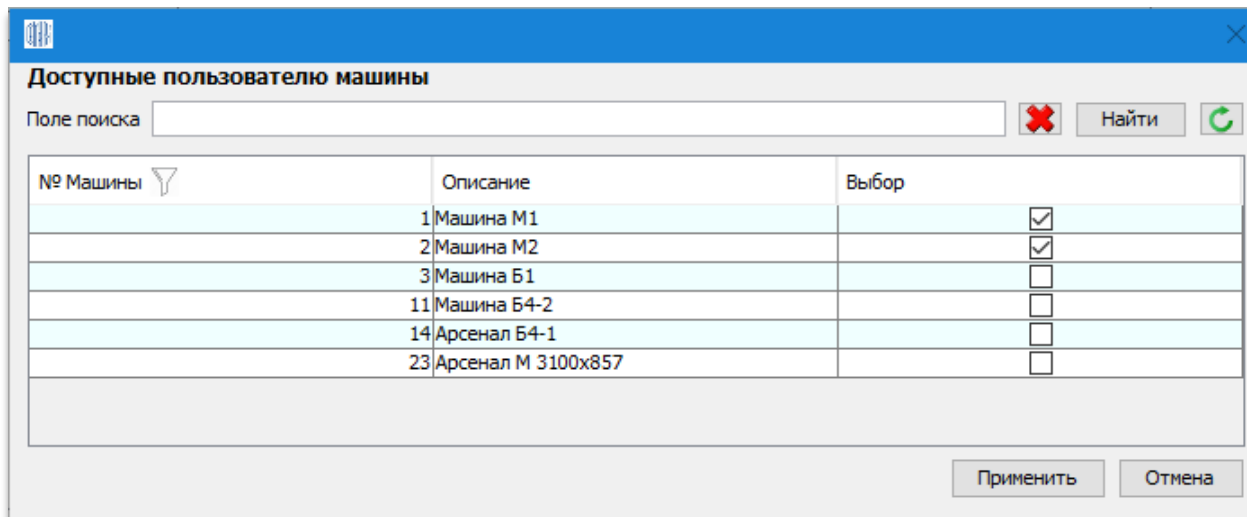 Доступные пользователю машины
Поле поиска Найти
№ Машины Описание Выбор
1 Машина М1
2 Машина М2
3 Машина Б1
11 Машина Б4-2
14 Арсенал Б4-1
23 Арсенал М 3100x857
Применить Отмена